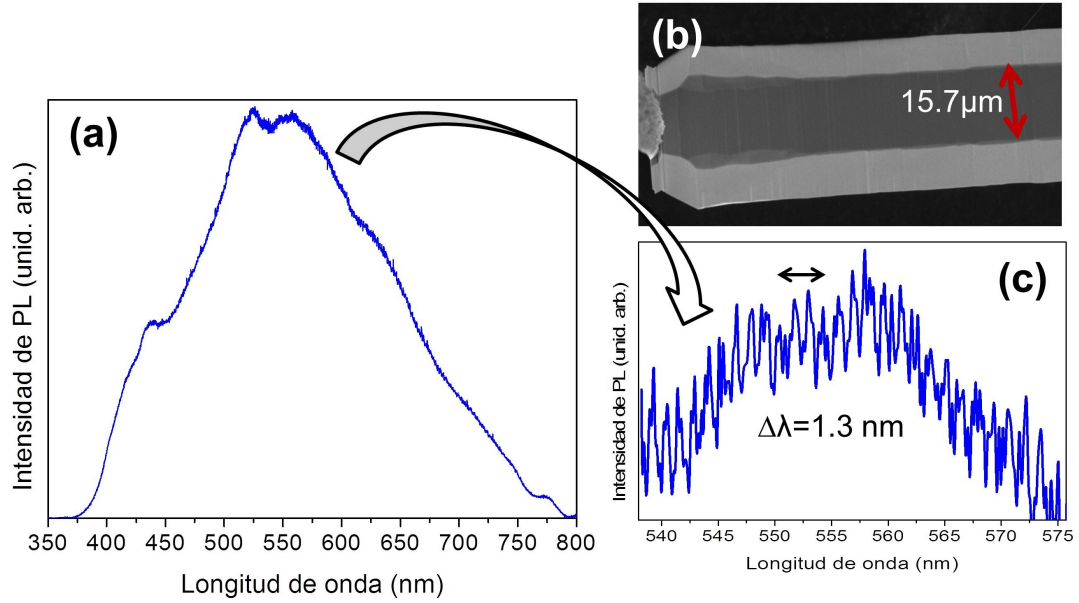 (a)
Intensidad de PL (unid. arb.)
350 400 450 500 550 600 650 700 750 800
Longitud de onda (nm)
(b)
15.7µm
(c)
Intensidad de PL (unid. arb.)
Δλ=1.3 nm
540 545 550 555 560 565 570 575
Longitud de onda (nm)